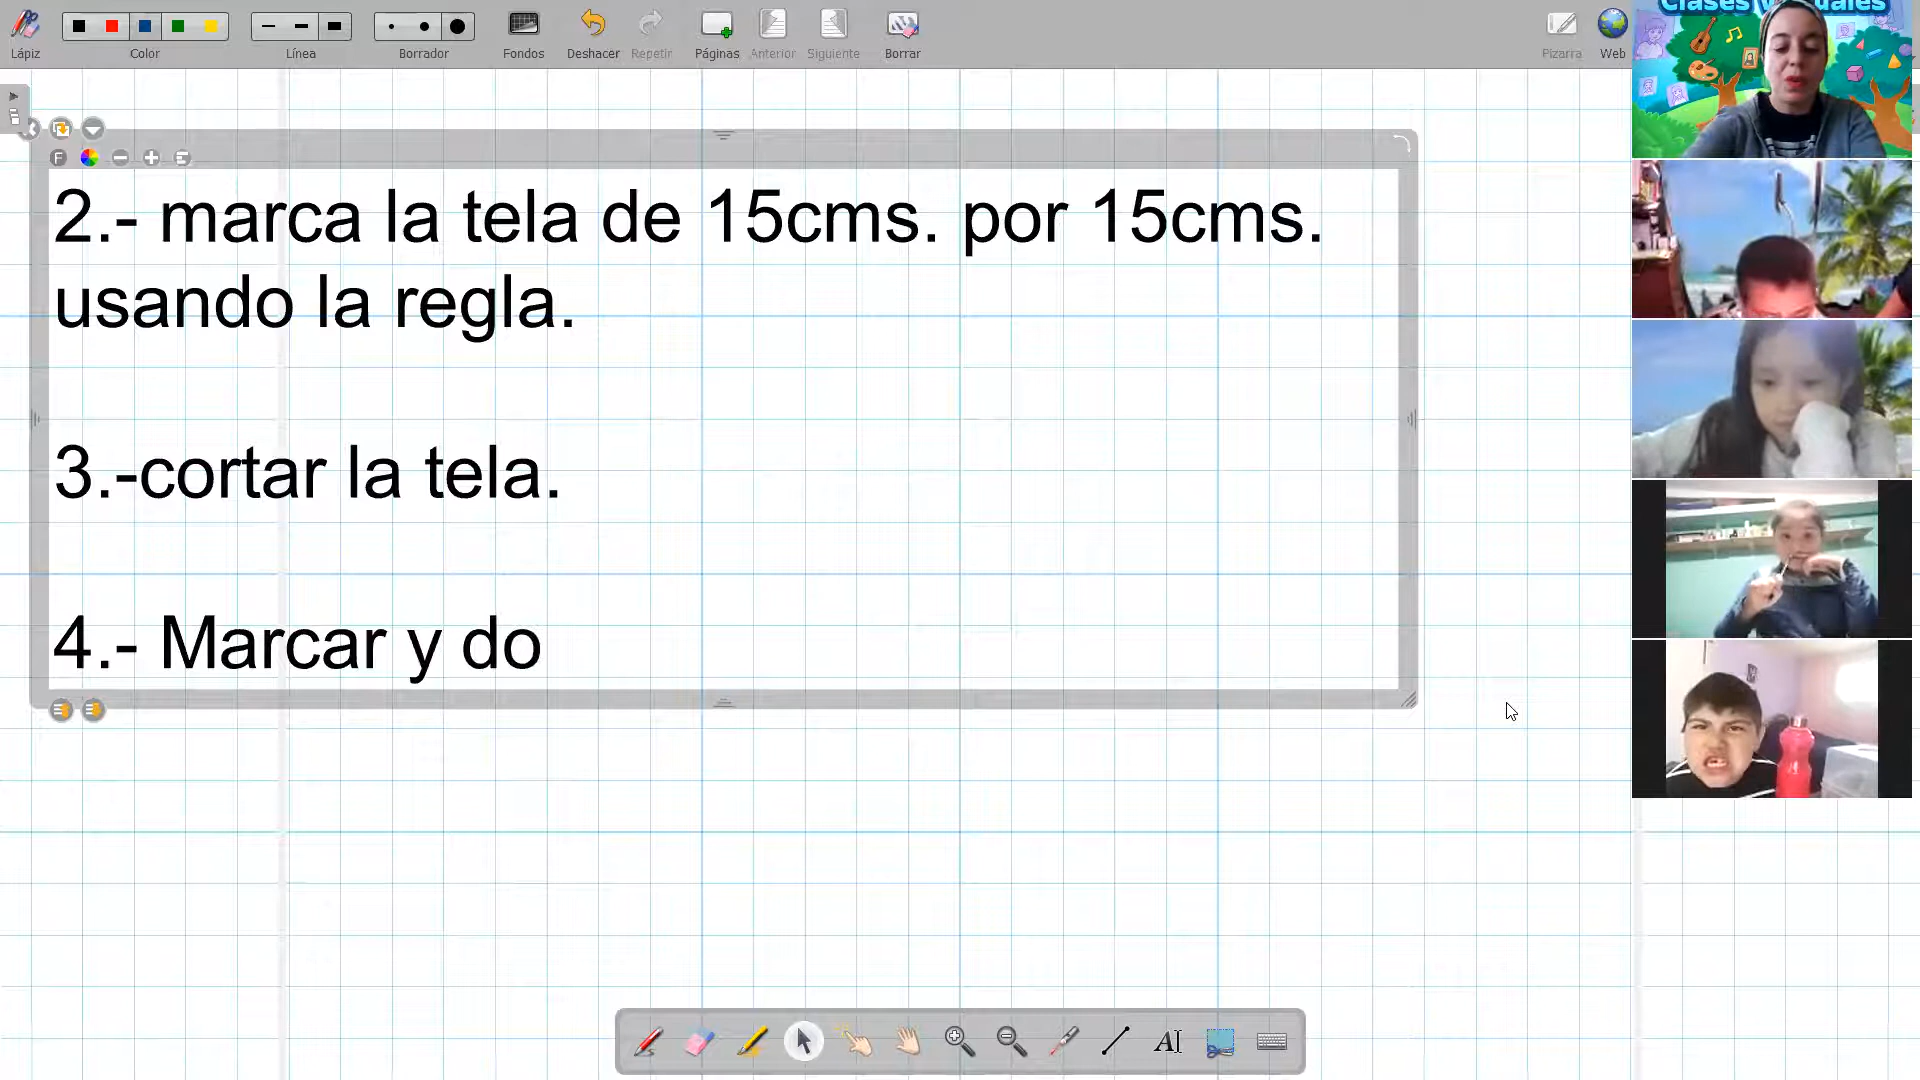 Lápiz
Color
Línea
Borrador
Fondos
Deshacer
Repetir
Páginas
Anterior
Siguiente
Borrar
Pizarra
Web
F
2.- marca la tela de 15cms. por 15cms.
usando la regla.
3.-cortar la tela.
4.- Marcar y do